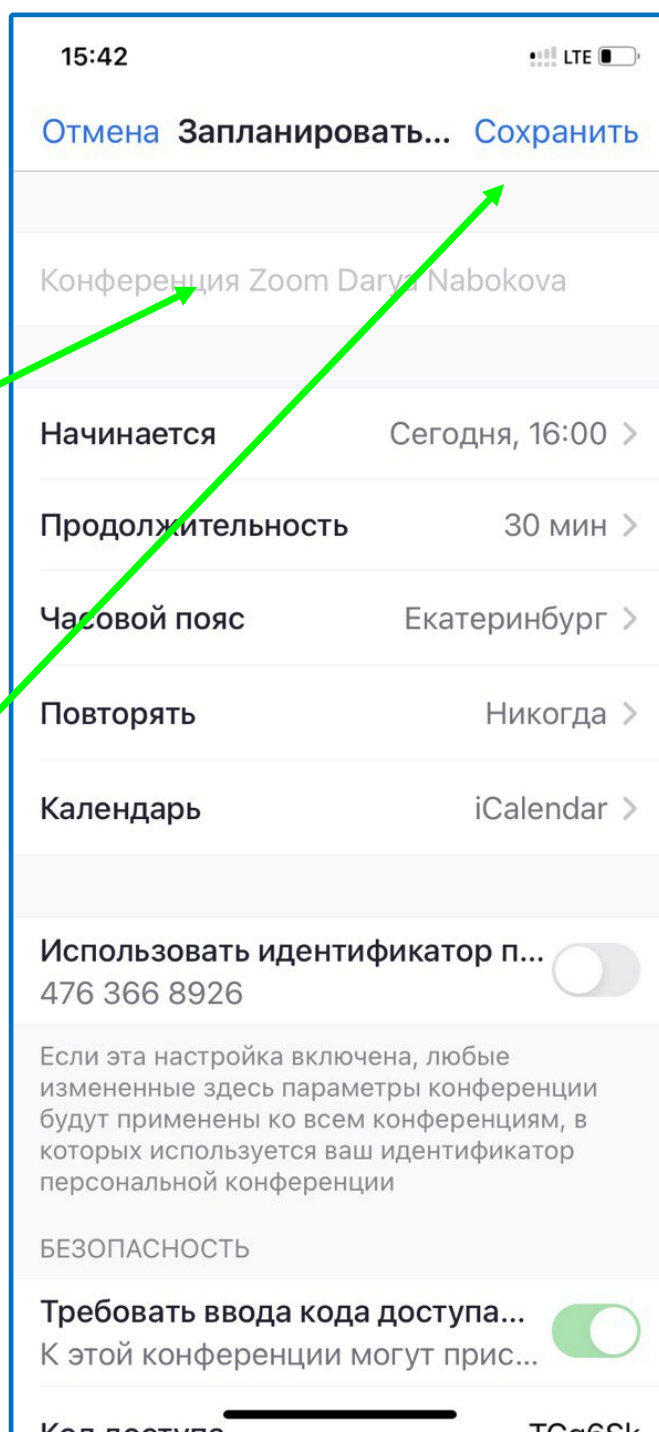 15:42 LTE
Отмена Запланировать... Сохранить
Конференция Zoom Darya Nabokova
Начинается Сегодня, 16:00
Продолжительность 30 мин
Часовой пояс Екатеринбург
Повторять Никогда
Календарь iCalendar
Использовать идентификатор п...
476 366 8926
Если эта настройка включена, любые
измененные здесь параметры конференции
будут применены ко всем конференциям, в
которых используется ваш идентификатор
персональной конференции
БЕЗОПАСНОСТЬ
Требовать ввода кода доступа...
К этой конференции могут прис...
Код доступа